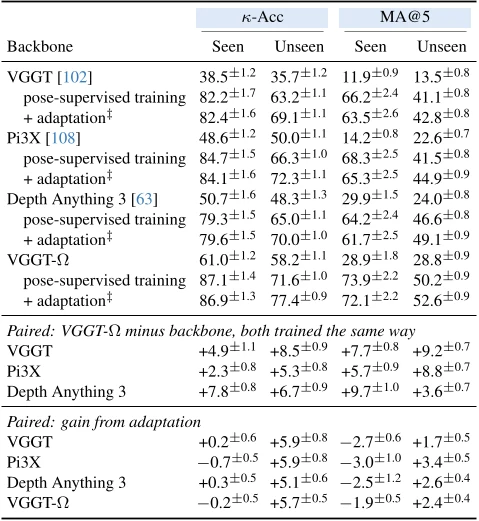 κ-Acc MA@5
Backbone Seen Unseen Seen Unseen
VGGT [102] 38.5±1.2 35.7±1.2 11.9±0.9 13.5±0.8
pose-supervised training 82.2±1.7 63.2±1.1 66.2±2.4 41.1±0.8
+ adaptation‡ 82.4±1.6 69.1±1.1 63.5±2.6 42.8±0.8
Pi3X [108] 48.6±1.2 50.0±1.1 14.2±0.8 22.6±0.7
pose-supervised training 84.7±1.5 66.3±1.0 68.3±2.5 41.5±0.8
+ adaptation‡ 84.1±1.6 72.3±1.1 65.3±2.5 44.9±0.9
Depth Anything 3 [63] 50.7±1.6 48.3±1.3 29.9±1.5 24.0±0.8
pose-supervised training 79.3±1.5 65.0±1.1 64.2±2.4 46.6±0.8
+ adaptation‡ 79.6±1.5 70.0±1.0 61.7±2.5 49.1±0.9
VGGT-Ω 61.0±1.2 58.2±1.1 28.9±1.8 28.8±0.9
pose-supervised training 87.1±1.4 71.6±1.0 73.9±2.2 50.2±0.9
+ adaptation‡ 86.9±1.3 77.4±0.9 72.1±2.2 52.6±0.9
Paired: VGGT-Ω minus backbone, both trained the same way
VGGT +4.9±1.1 +8.5±0.9 +7.7±0.8 +9.2±0.7
Pi3X +2.3±0.8 +5.3±0.8 +5.7±0.9 +8.8±0.7
Depth Anything 3 +7.8±0.8 +6.7±0.9 +9.7±1.0 +3.6±0.7
Paired: gain from adaptation
VGGT +0.2±0.6 +5.9±0.8 −2.7±0.6 +1.7±0.5
Pi3X −0.7±0.5 +5.9±0.8 −3.0±1.0 +3.4±0.5
Depth Anything 3 +0.3±0.5 +5.1±0.6 −2.5±1.2 +2.6±0.4
VGGT-Ω −0.2±0.5 +5.7±0.5 −1.9±0.5 +2.4±0.4